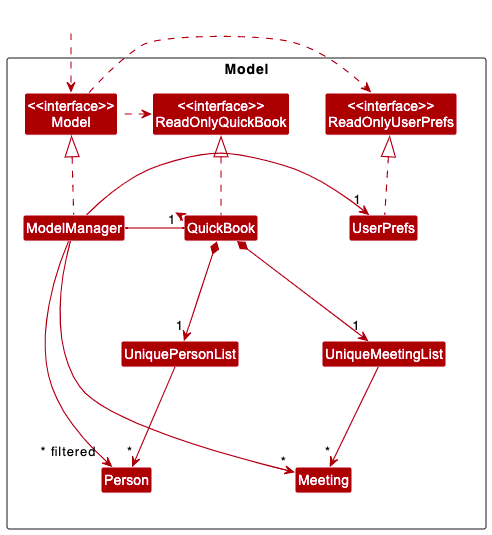 Model
<<interface>>
Model
<<interface>>
ReadOnlyQuickBook
<<interface>>
ReadOnlyUserPrefs
1
1
ModelManager
QuickBook
UserPrefs
1
1
UniquePersonList
UniqueMeetingList
* filtered
*
*
*
Person
Meeting